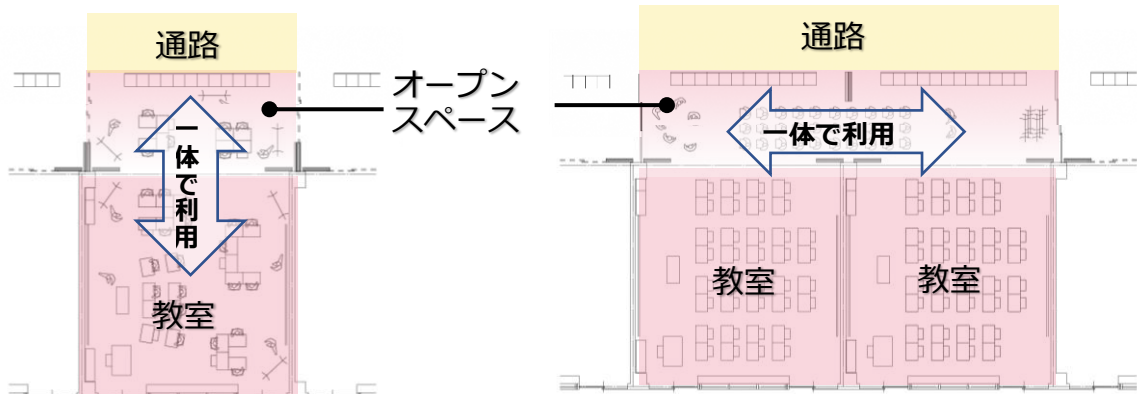 通路
オープン
スペース
一体で利用
教室
通路
一体で利用
教室
教室